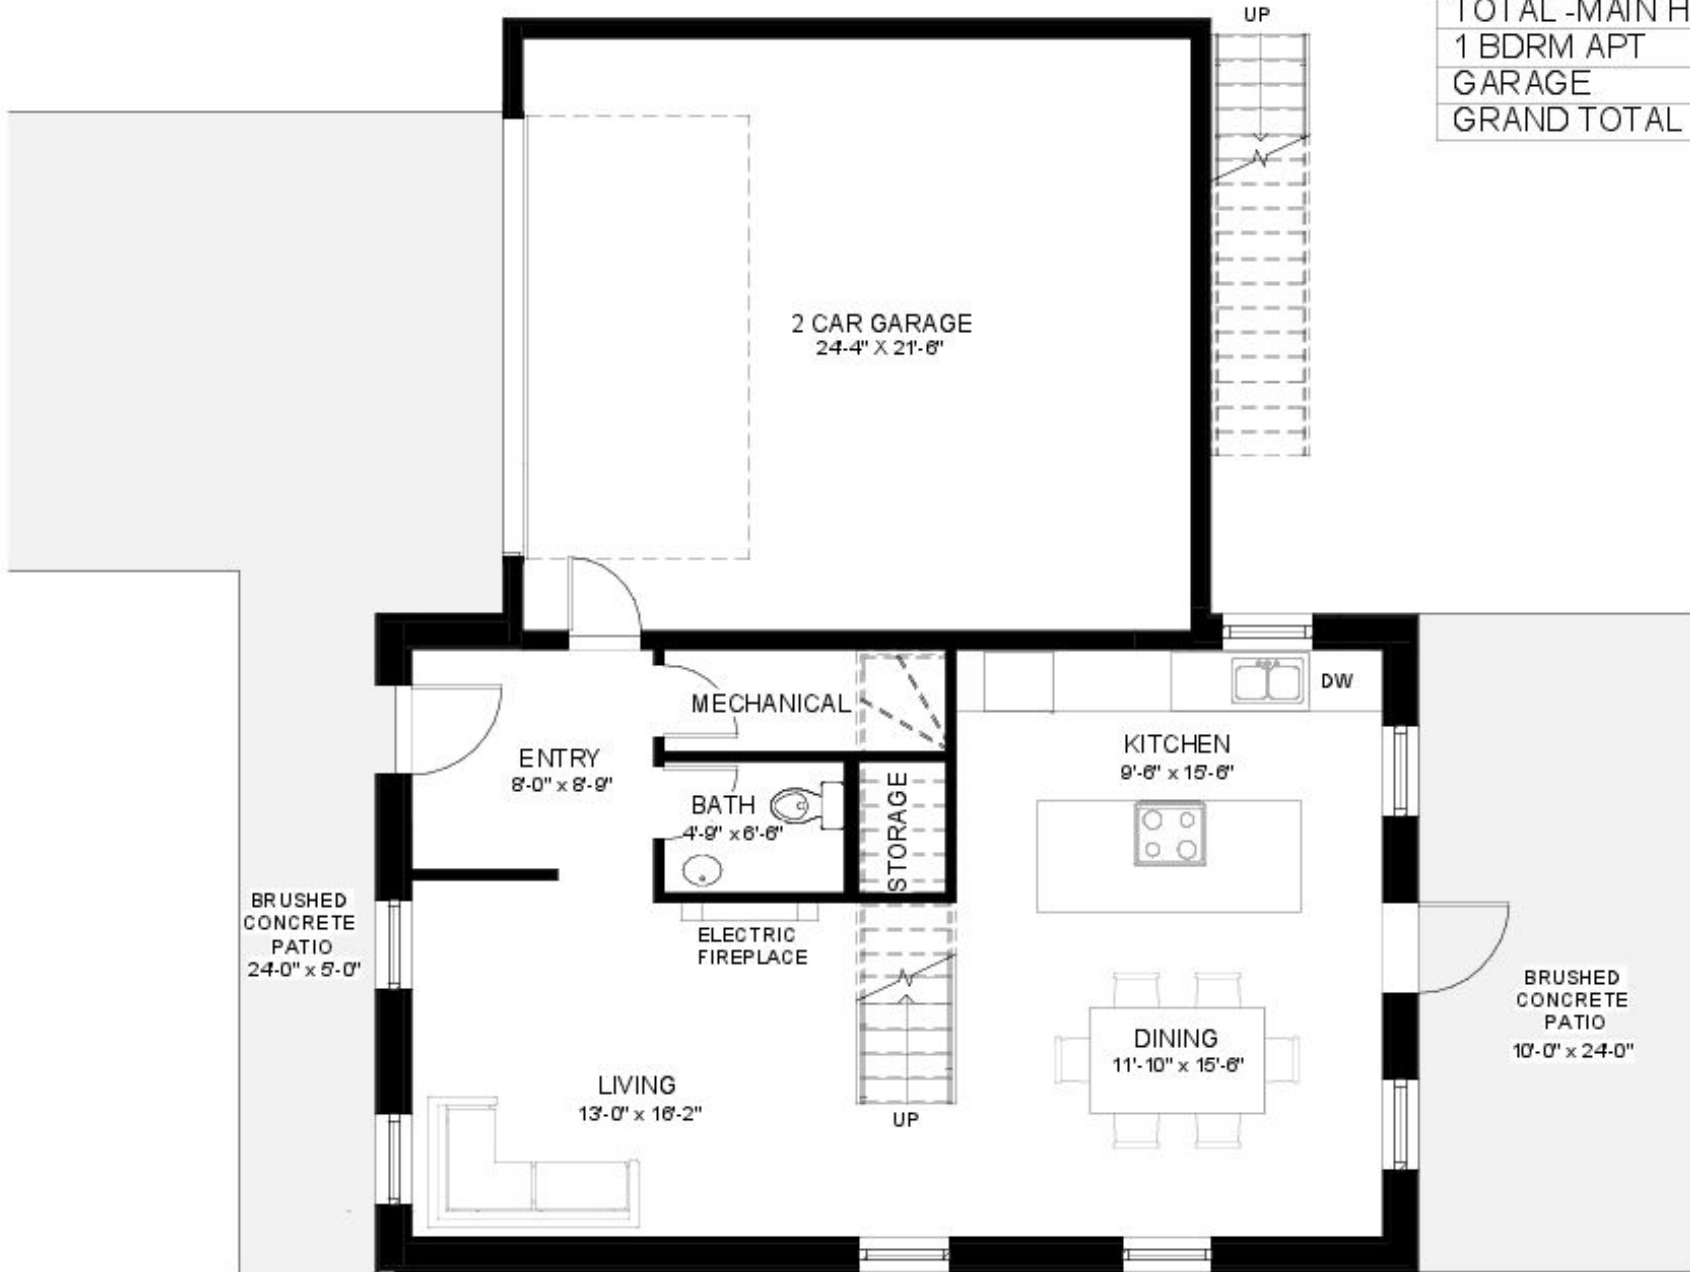 UP
TOTAL -MAIN H
1 BDRM APT
GARAGE
GRAND TOTAL
2 CAR GARAGE
24'-4" X 21'-6"
MECHANICAL
DW
ENTRY
8'-0" x 8'-9"
KITCHEN
9'-6" x 15'-6"
BATH
4'-9" x 6'-6"
STORAGE
BRUSHED
CONCRETE
PATIO
24'-0" x 5'-0"
ELECTRIC
FIREPLACE
BRUSHED
CONCRETE
PATIO
10'-0" x 24'-0"
DINING
11'-10" x 15'-6"
LIVING
13'-0" x 16'-2"
UP